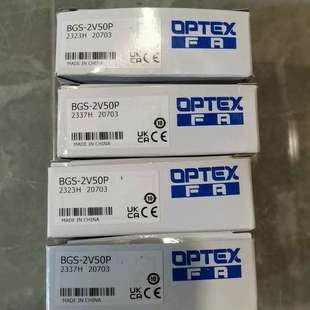 BGS-2V50P
2323H 20703
MADE IN CHINA
UK
CA
CE
OPTEX
FA
BGS-2V50P
2337H 20703
MADE IN CHINA
UK
CA
CE
OPTEX
FA
BGS-2V50P
2323H 20703
MADE IN CHINA
UK
CA
CE
OPTEX
FA
BGS-2V50P
2337H 20703
MADE IN CHINA
UK
CA
CE
OPTEX
FA